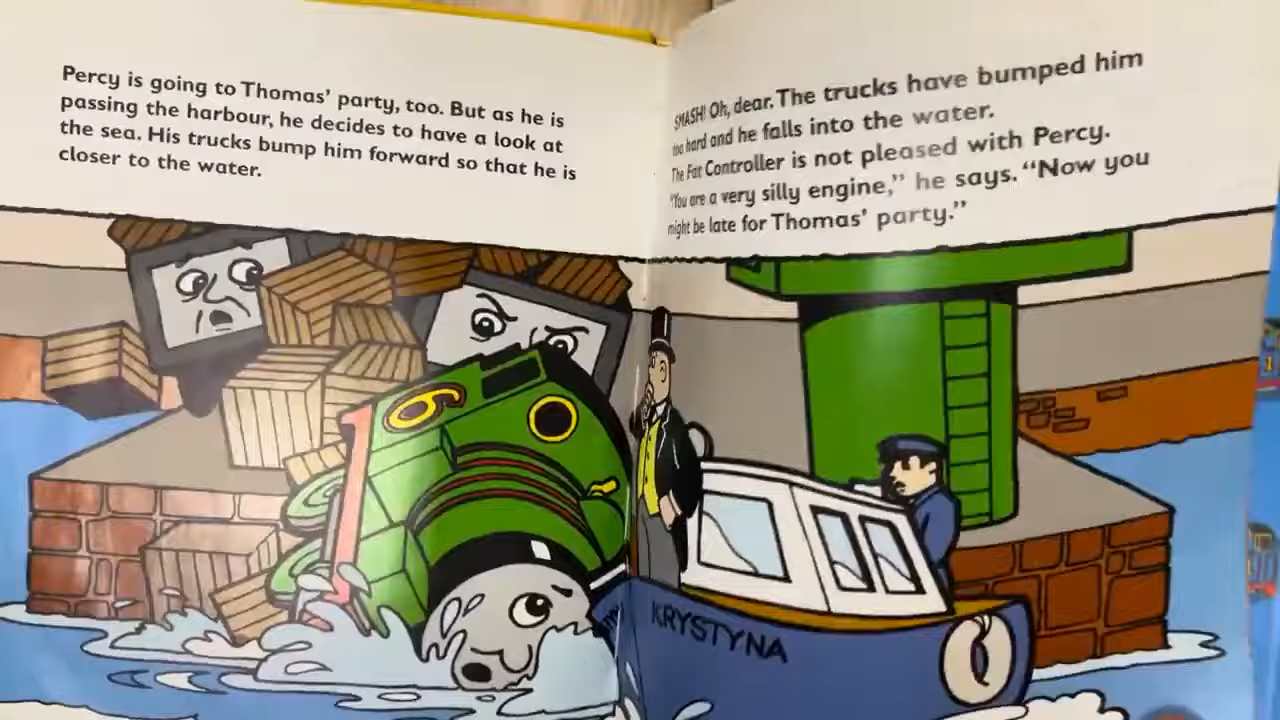 Percy is going to Thomas' party, too. But as he is
passing the harbour, he decides to have a look at
the sea. His trucks bump him forward so that he is
closer to the water.
SMASH! Oh, dear. The trucks have bumped him
too hard and he falls into the water.
The Fat Controller is not pleased with Percy.
"You are a very silly engine," he says. "Now you
might be late for Thomas' party."
6
KRYSTYNA
1